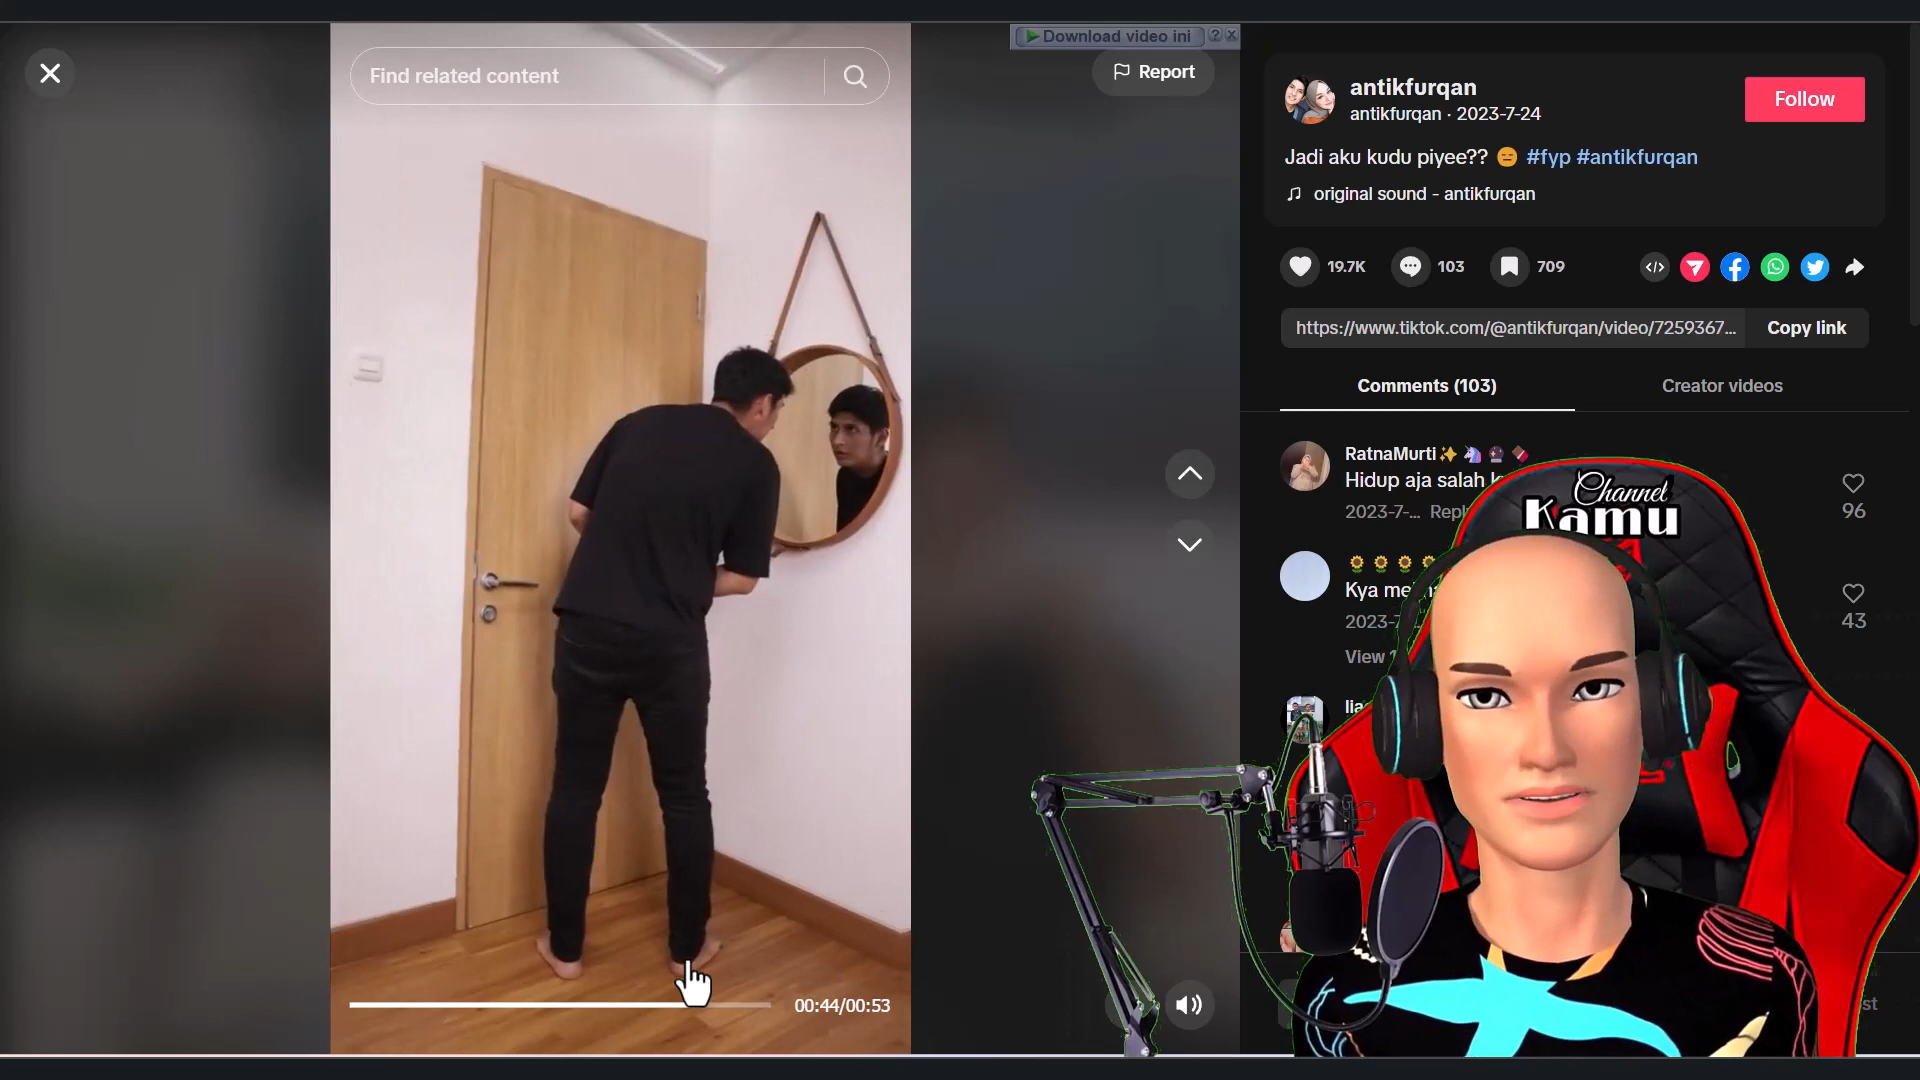 Find related content
Download video ini
Report
antikfurqan
antikfurqan · 2023-7-24
Follow
Jadi aku kudu piyee?? 😑 #fyp #antikfurqan
original sound - antikfurqan
19.7K
103
709
https://www.tiktok.com/@antikfurqan/video/7259367...
Copy link
Comments (103)
Creator videos
RatnaMurti✨🦄🔮🍫
Hidup aja salah
2023-7-...
96
🌻🌻🌻🌻
Kya
43
View
Channel
Kamu
00:44/00:53